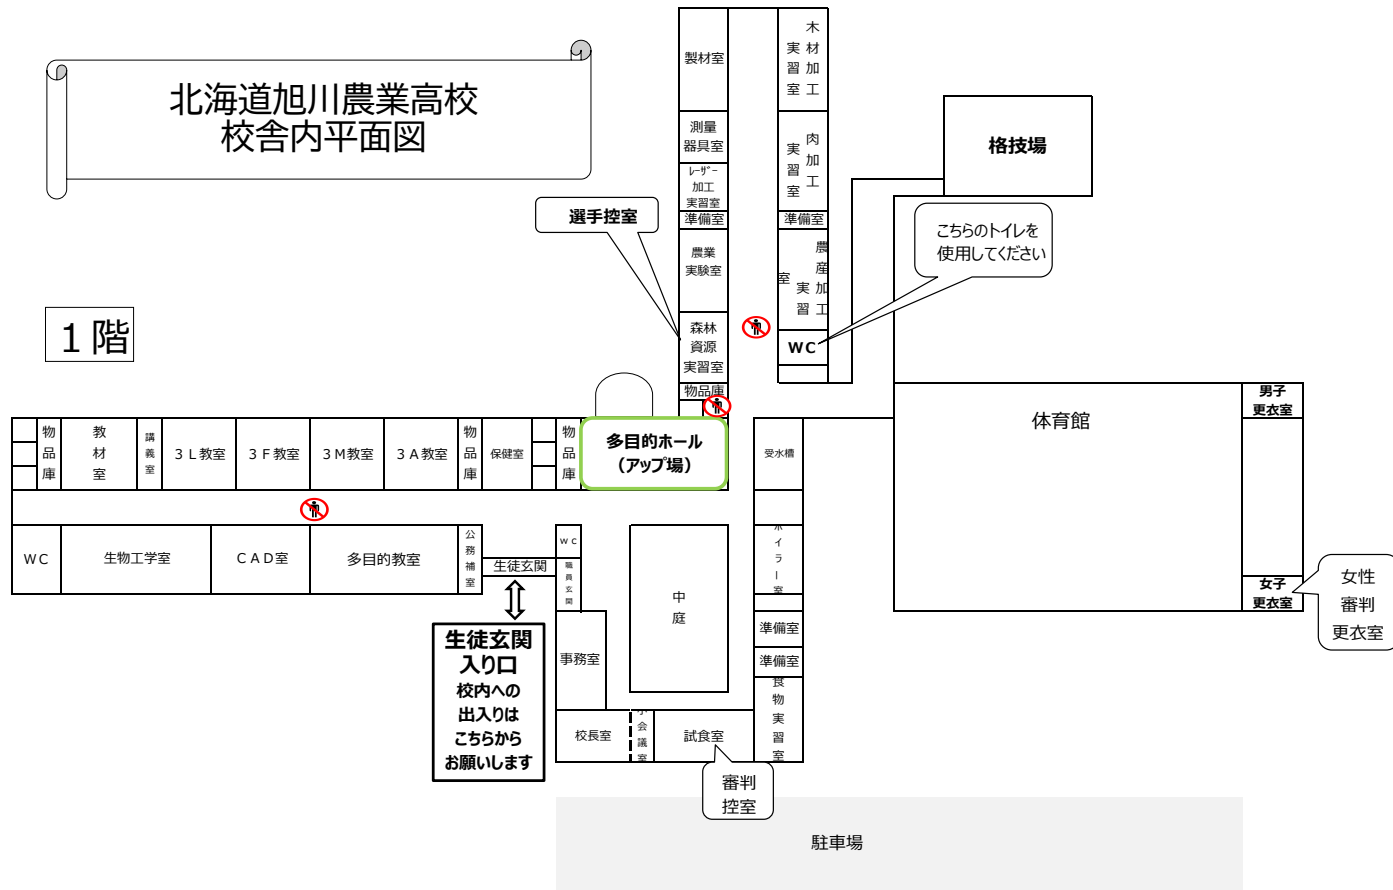 北海道旭川農業高校
校舎内平面図
１階
製材室
木材加工
実習室
測量
器具室
肉加工
実習室
ﾚｰｻﾞｰ
加工
実習室
準備室
準備室
格技場
選手控室
こちらのトイレを
使用してください
農業
実験室
農産加工
実習室
森林
資源
実習室
WC
物品庫
男子
更衣室
体育館
物品庫
教材室
講義室
３Ｌ教室
３Ｆ教室
３Ｍ教室
３Ａ教室
物品庫
保健室
物品庫
多目的ホール
（アップ場）
受水槽
WC
生物工学室
ＣＡＤ室
多目的教室
公務補室
生徒玄関
WC
職員玄関
中庭
ボイラー室
女子
更衣室
女性
審判
更衣室
準備室
生徒玄関
入り口
校内への
出入りは
こちらから
お願いします
事務室
準備室
校長室
小会議室
試食室
食物実習室
審判
控室
駐車場